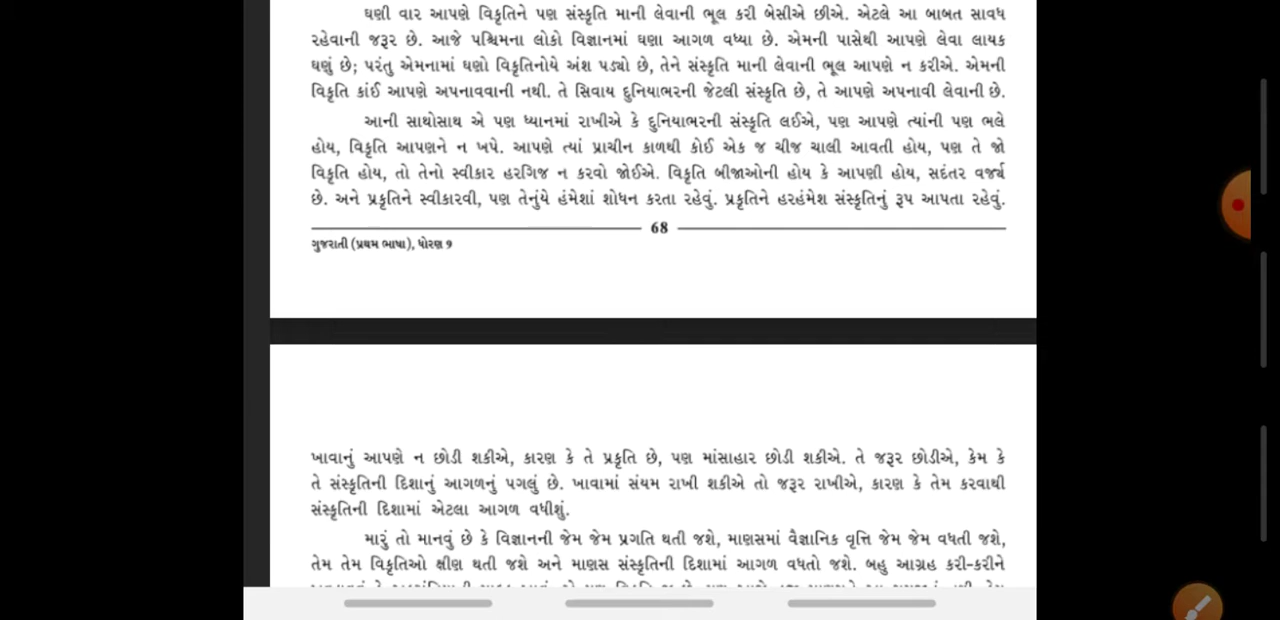 ઘણી વાર આપણે વિકૃતિને પણ સંસ્કૃતિ માની લેવાની ભૂલ કરી બેસીએ છીએ. એટલે આ બાબત સાવધ
રહેવાની જરૂર છે. આજે પશ્ચિમના લોકો વિજ્ઞાનમાં ઘણા આગળ વધ્યા છે. એમની પાસેથી આપણે લેવા લાયક
ઘણું છે; પરંતુ એમનામાં ઘણો વિકૃતિનોયે અંશ પડ્યો છે, તેને સંસ્કૃતિ માની લેવાની ભૂલ આપણે ન કરીએ. એમની
વિકૃતિ કાંઈ આપણે અપનાવવાની નથી. તે સિવાય દુનિયાભરની જેટલી સંસ્કૃતિ છે, તે આપણે અપનાવી લેવાની છે.
આની સાથોસાથ એ પણ ધ્યાનમાં રાખીએ કે દુનિયાભરની સંસ્કૃતિ લઈએ, પણ આપણે ત્યાંની પણ ભલે
હોય, વિકૃતિ આપણને ન ખપે. આપણે ત્યાં પ્રાચીન કાળથી કોઈ એક જ ચીજ ચાલી આવતી હોય, પણ તે જો
વિકૃતિ હોય, તો તેનો સ્વીકાર હરગિજ ન કરવો જોઈએ. વિકૃતિ બીજાઓની હોય કે આપણી હોય, સદંતર વર્જ્ય
છે. અને પ્રકૃતિને સ્વીકારવી, પણ તેનુંયે હંમેશાં શોધન કરતા રહેવું. પ્રકૃતિને હરહંમેશ સંસ્કૃતિનું રૂપ આપતા રહેવું.
68
ગુજરાતી (પ્રથમ ભાષા), ધોરણ ૯
ખાવાનું આપણે ન છોડી શકીએ, કારણ કે તે પ્રકૃતિ છે, પણ માંસાહાર છોડી શકીએ. તે જરૂર છોડીએ, કેમ કે
તે સંસ્કૃતિની દિશાનું આગળનું પગલું છે. ખાવામાં સંયમ રાખી શકીએ તો જરૂર રાખીએ, કારણ કે તેમ કરવાથી
સંસ્કૃતિની દિશામાં એટલા આગળ વધીશું.
મારું તો માનવું છે કે વિજ્ઞાનની જેમ જેમ પ્રગતિ થતી જશે, માણસમાં વૈજ્ઞાનિક વૃત્તિ જેમ જેમ વધતી જશે,
તેમ તેમ વિકૃતિઓ ક્ષીણ થતી જશે અને માણસ સંસ્કૃતિની દિશામાં આગળ વધતો જશે. બહુ આગ્રહ કરી-કરીને